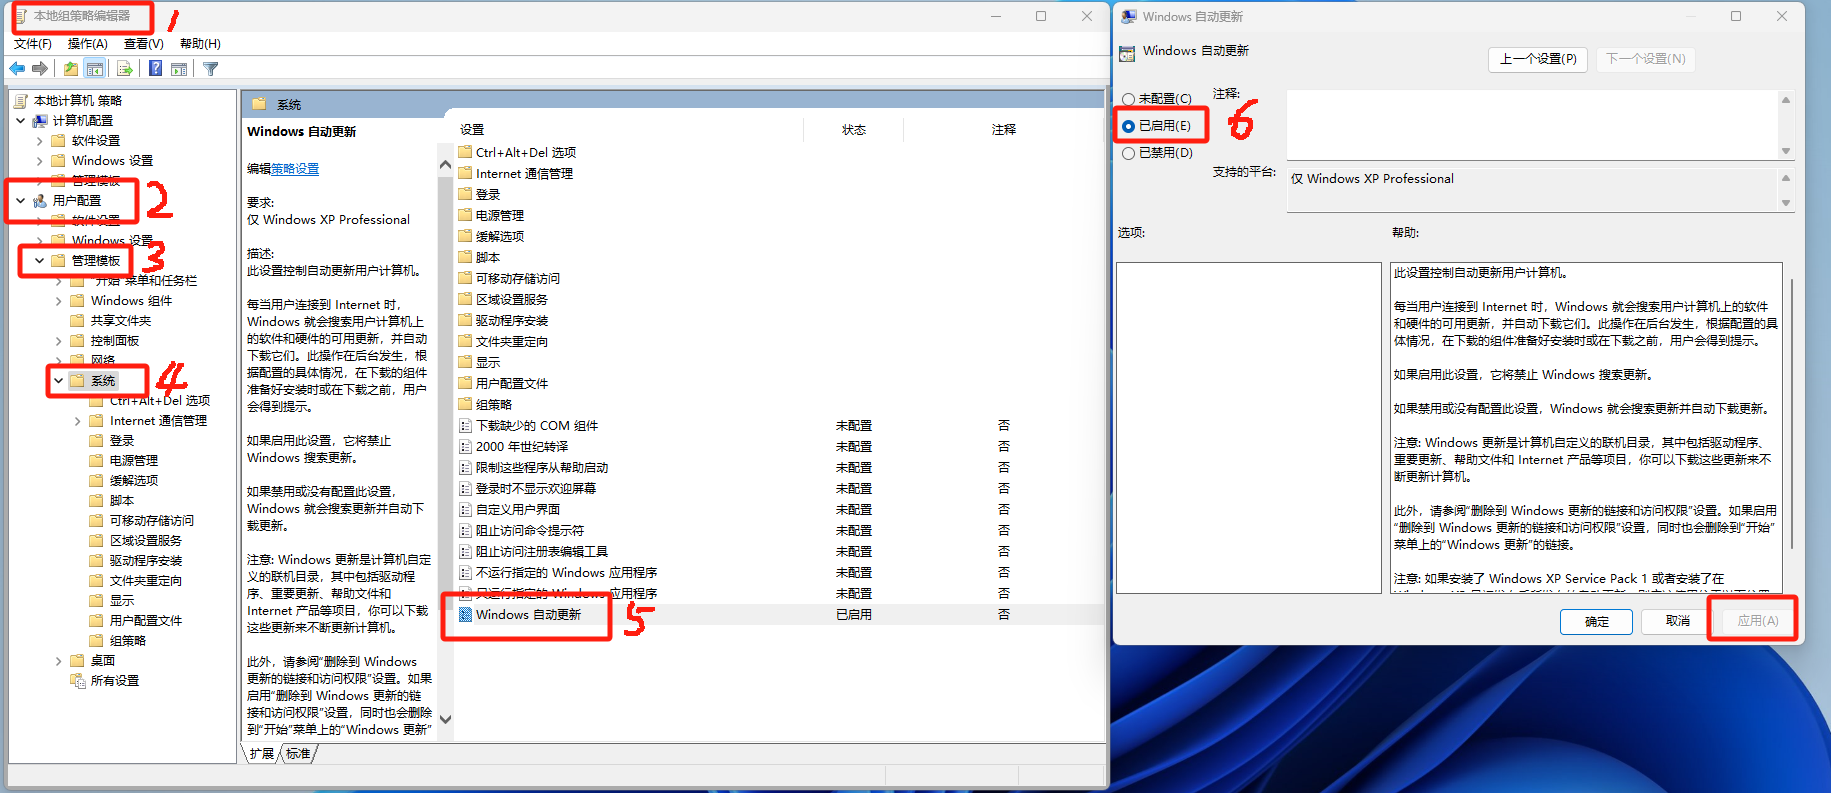 本地组策略编辑器
1
文件(F) 操作(A) 查看(V) 帮助(H)
本地计算机 策略
计算机配置
软件设置
Windows 设置
管理模板
用户配置
2
软件设置
Windows 设置
管理模板
3
"开始"菜单和任务栏
Windows 组件
共享文件夹
控制面板
网络
系统
4
Ctrl+Alt+Del 选项
Internet 通信管理
登录
电源管理
缓解选项
脚本
可移动存储访问
区域设置服务
驱动程序安装
文件夹重定向
显示
用户配置文件
组策略
桌面
所有设置
系统
Windows 自动更新
编辑策略设置
要求:
仅 Windows XP Professional
描述:
此设置控制自动更新用户计算机。
每当用户连接到 Internet 时，
Windows 就会搜索用户计算机上
的软件和硬件的可用更新，并自动
下载它们。此操作在后台发生，根
据配置的具体情况，在下载的组件
准备好安装时或在下载之前，用户
会得到提示。
如果启用此设置，它将禁止
Windows 搜索更新。
如果禁用或没有配置此设置，
Windows 就会搜索更新并自动下
载更新。
注意: Windows 更新是计算机自定
义的联机目录，其中包括驱动程
序、重要更新、帮助文件和
Internet 产品等项目，你可以下载
这些更新来不断更新计算机。
此外，请参阅“删除到 Windows
更新的链接和访问权限”设置。如果
启用“删除到 Windows 更新的链
接和访问权限”设置，同时也会删除
到“开始”菜单上的“Windows 更新”
设置 状态 注释
Ctrl+Alt+Del 选项
Internet 通信管理
登录
电源管理
缓解选项
脚本
可移动存储访问
区域设置服务
驱动程序安装
文件夹重定向
显示
用户配置文件
组策略
下载缺少的 COM 组件 未配置 否
2000 年世纪转译 未配置 否
限制这些程序从帮助启动 未配置 否
登录时不显示欢迎屏幕 未配置 否
自定义用户界面 未配置 否
阻止访问命令提示符 未配置 否
阻止访问注册表编辑工具 未配置 否
不运行指定的 Windows 应用程序 未配置 否
只运行指定的 Windows 应用程序 未配置 否
Windows 自动更新 已启用 否
5
扩展 标准
Windows 自动更新
Windows 自动更新
上一个设置(P) 下一个设置(N)
未配置(C)
已启用(E)
已禁用(D)
6
注释:
支持的平台:
仅 Windows XP Professional
选项:
帮助:
此设置控制自动更新用户计算机。
每当用户连接到 Internet 时，Windows 就会搜索用户计算机上的软件
和硬件的可用更新，并自动下载它们。此操作在后台发生，根据配置的具
体情况，在下载的组件准备好安装时或在下载之前，用户会得到提示。
如果启用此设置，它将禁止 Windows 搜索更新。
如果禁用或没有配置此设置，Windows 就会搜索更新并自动下载更新。
注意: Windows 更新是计算机自定义的联机目录，其中包括驱动程序、
重要更新、帮助文件和 Internet 产品等项目，你可以下载这些更新来不
断更新计算机。
此外，请参阅“删除到 Windows 更新的链接和访问权限”设置。如果启用
“删除到 Windows 更新的链接和访问权限”设置，同时也会删除到“开始”
菜单上的“Windows 更新”的链接。
注意: 如果安装了 Windows XP Service Pack 1 或者安装了在
确定 取消 应用(A)